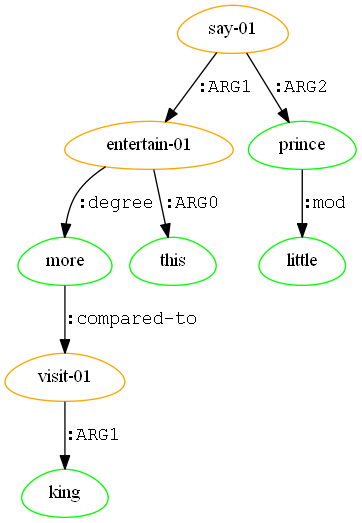 say-01
:ARG1 :ARG2
entertain-01 prince
:degree :ARG0 :mod
more this little
:compared-to
visit-01
:ARG1
king